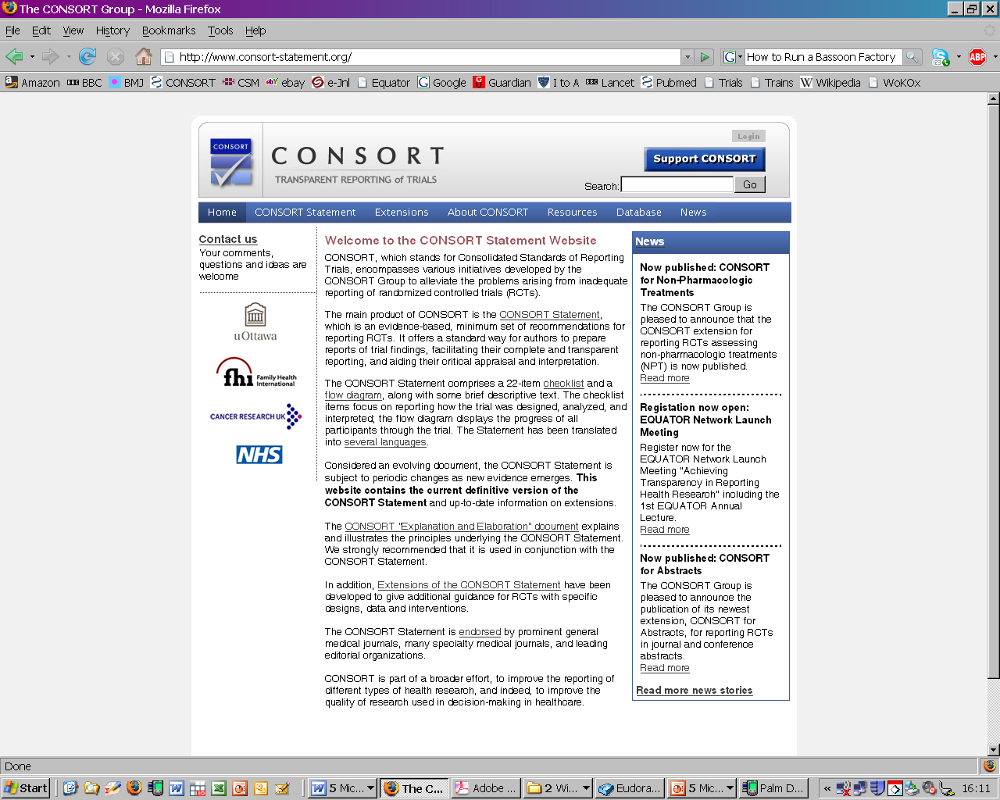 The CONSORT Group - Mozilla Firefox
File Edit View History Bookmarks Tools Help
http://www.consort-statement.org/
G How to Run a Bassoon Factory
ABP
Amazon BBC BMJ CONSORT CSM ebay e-Jnl Equator Google Guardian I to A Lancet Pubmed Trials Trains Wikipedia WoKOx
Login
CONSORT
CONSORT
TRANSPARENT REPORTING of TRIALS
Support CONSORT
Search: Go
Home CONSORT Statement Extensions About CONSORT Resources Database News
Contact us
Your comments,
questions and ideas are
welcome
uOttawa
fhi Family Health
International
CANCER RESEARCH UK
NHS
Welcome to the CONSORT Statement Website
CONSORT, which stands for Consolidated Standards of Reporting
Trials, encompasses various initiatives developed by the
CONSORT Group to alleviate the problems arising from inadequate
reporting of randomized controlled trials (RCTs).
The main product of CONSORT is the CONSORT Statement,
which is an evidence-based, minimum set of recommendations for
reporting RCTs. It offers a standard way for authors to prepare
reports of trial findings, facilitating their complete and transparent
reporting, and aiding their critical appraisal and interpretation.
The CONSORT Statement comprises a 22-item checklist and a
flow diagram, along with some brief descriptive text. The checklist
items focus on reporting how the trial was designed, analyzed, and
interpreted; the flow diagram displays the progress of all
participants through the trial. The Statement has been translated
into several languages.
Considered an evolving document, the CONSORT Statement is
subject to periodic changes as new evidence emerges. This
website contains the current definitive version of the
CONSORT Statement and up-to-date information on extensions.
The CONSORT "Explanation and Elaboration" document explains
and illustrates the principles underlying the CONSORT Statement.
We strongly recommended that it is used in conjunction with the
CONSORT Statement.
In addition, Extensions of the CONSORT Statement have been
developed to give additional guidance for RCTs with specific
designs, data and interventions.
The CONSORT Statement is endorsed by prominent general
medical journals, many specialty medical journals, and leading
editorial organizations.
CONSORT is part of a broader effort, to improve the reporting of
different types of health research, and indeed, to improve the
quality of research used in decision-making in healthcare.
News
Now published: CONSORT
for Non-Pharmacologic
Treatments
The CONSORT Group is
pleased to announce that the
CONSORT extension for
reporting RCTs assessing
non-pharmacologic treatments
(NPT) is now published.
Read more
Registation now open:
EQUATOR Network Launch
Meeting
Register now for the
EQUATOR Network Launch
Meeting "Achieving
Transparency in Reporting
Health Research" including the
1st EQUATOR Annual
Lecture.
Read more
Now published: CONSORT
for Abstracts
The CONSORT Group is
pleased to announce the
publication of its newest
extension, CONSORT for
Abstracts, for reporting RCTs
in journal and conference
abstracts.
Read more
Read more news stories
Done
Start 5 Mic... The C... Adobe ... 2 Wi... Eudora... 5 Mic... Palm D... « 16:11